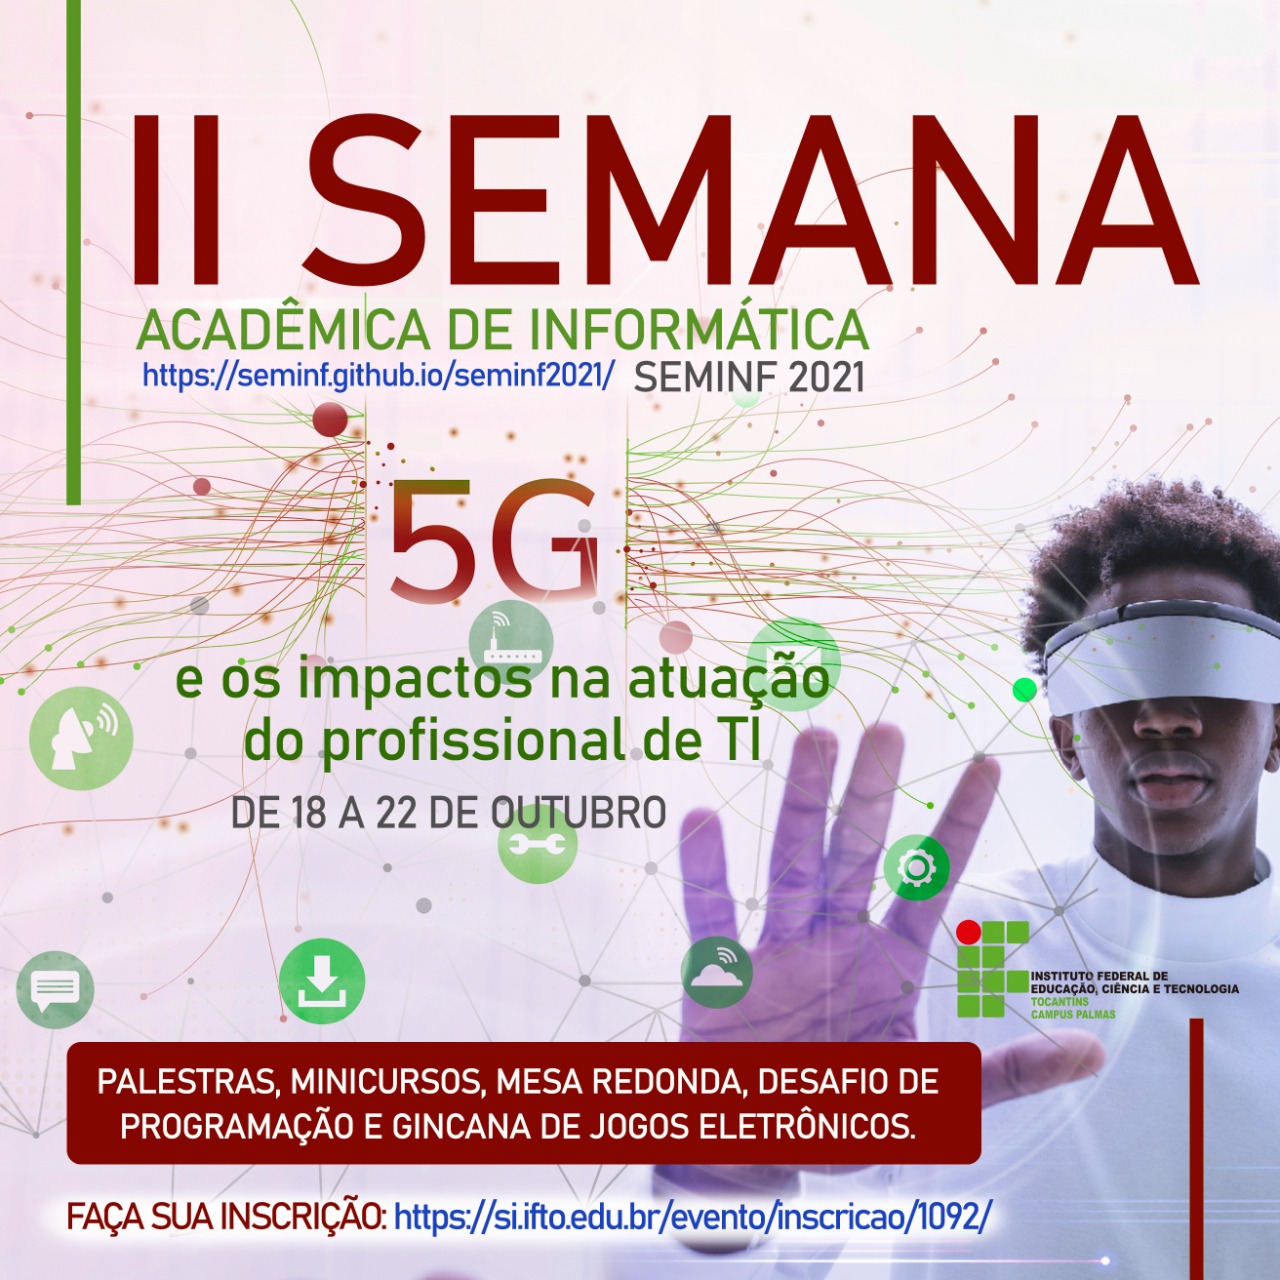 II SEMANA
ACADÊMICA DE INFORMÁTICA
https://seminf.github.io/seminf2021/ SEMINF 2021
5G
e os impactos na atuação
do profissional de TI
DE 18 A 22 DE OUTUBRO
INSTITUTO FEDERAL DE
EDUCAÇÃO, CIÊNCIA E TECNOLOGIA
TOCANTINS
CAMPUS PALMAS
PALESTRAS, MINICURSOS, MESA REDONDA, DESAFIO DE
PROGRAMAÇÃO E GINCANA DE JOGOS ELETRÔNICOS.
FAÇA SUA INSCRIÇÃO: https://si.ifto.edu.br/evento/inscricao/1092/